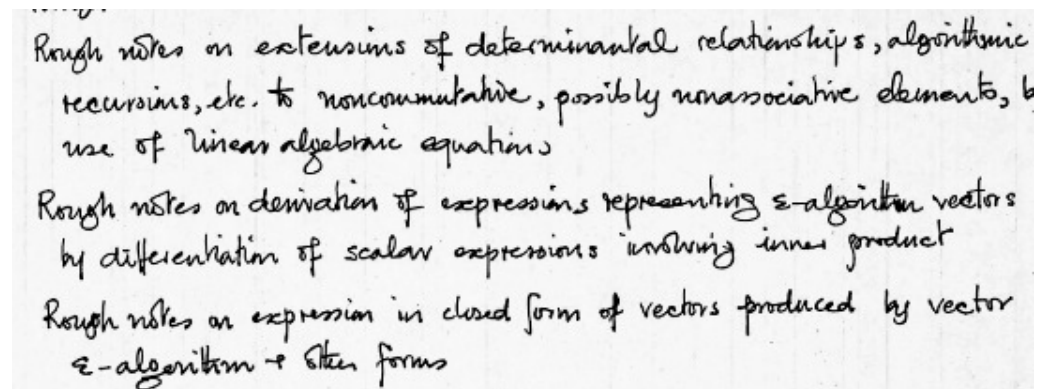 Rough notes on extensions of determinantal relationships, algorithmic
recursions, etc. to noncommutative, possibly nonassociative elements, b
use of linear algebraic equations
Rough notes on derivation of expressions representing ε-algorithm vectors
by differentiation of scalar expressions involving inner product
Rough notes on expression in closed form of vectors produced by vector
ε-algorithm + other forms